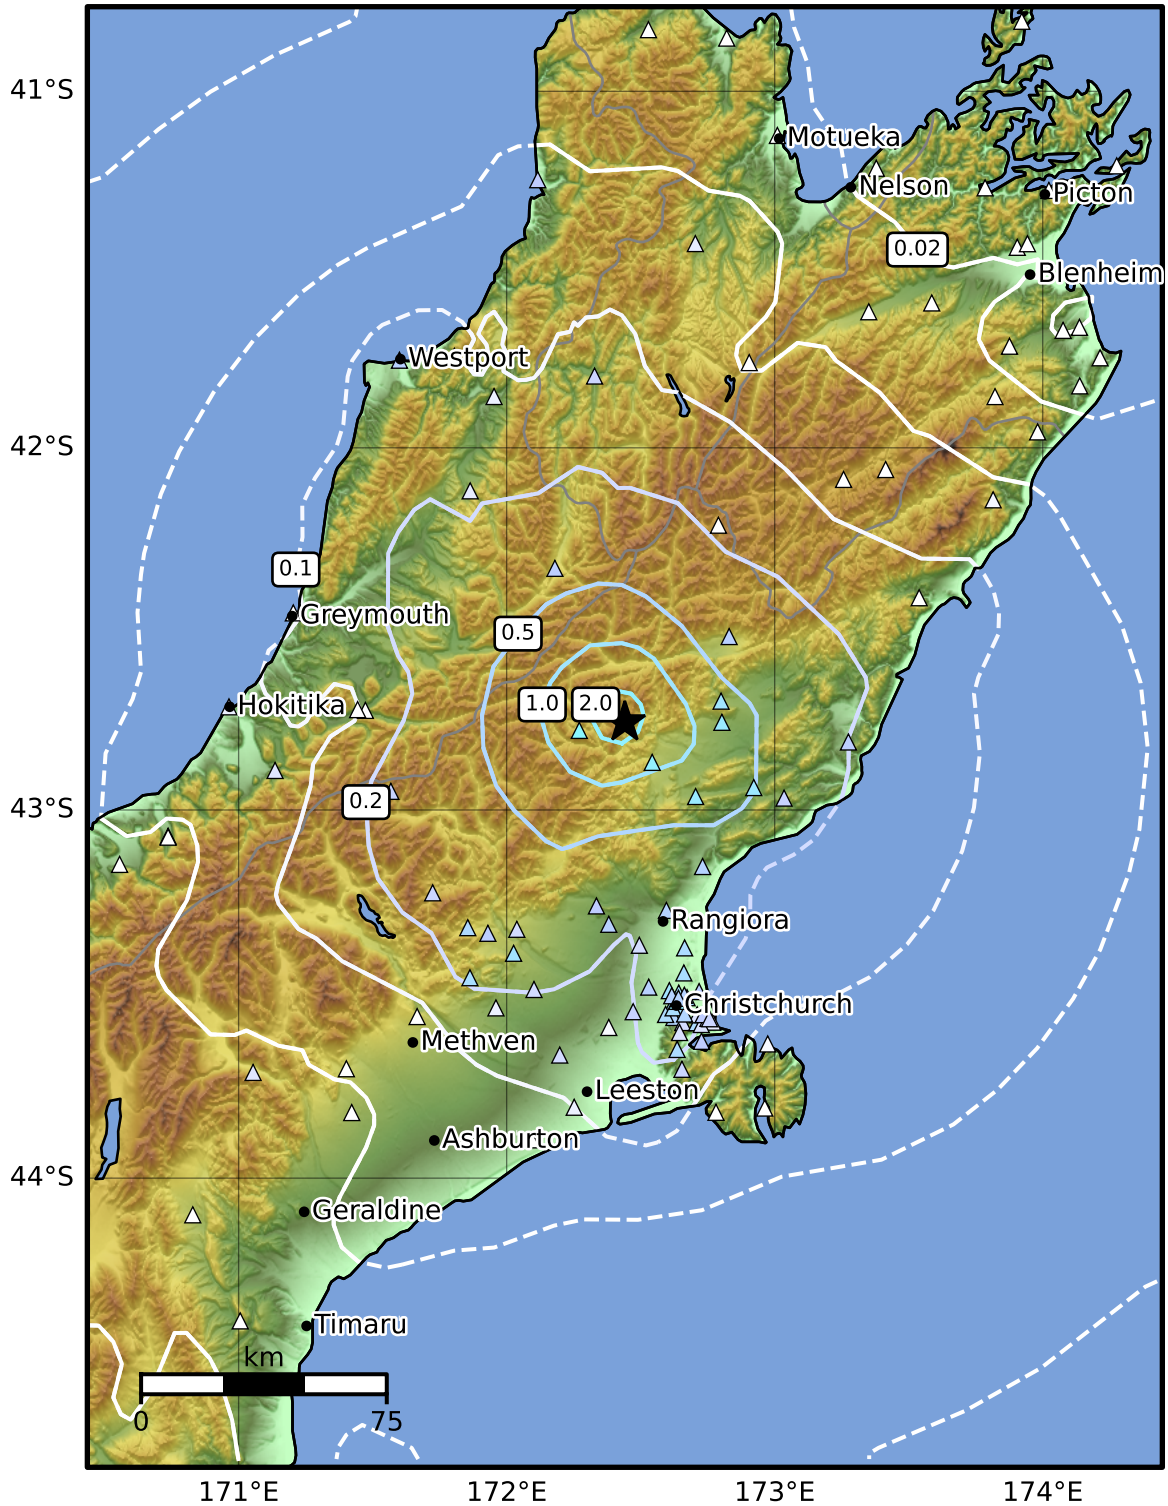 41°S
Motueka
Nelson
Picton
0.02
Blenheim
Westport
42°S
0.1
Greymouth
0.5
1.0
2.0
Hokitika
0.2
43°S
Rangiora
Christchurch
Methven
Leeston
Ashburton
44°S
Geraldine
Timaru
km
0
75
171°E
172°E
173°E
174°E